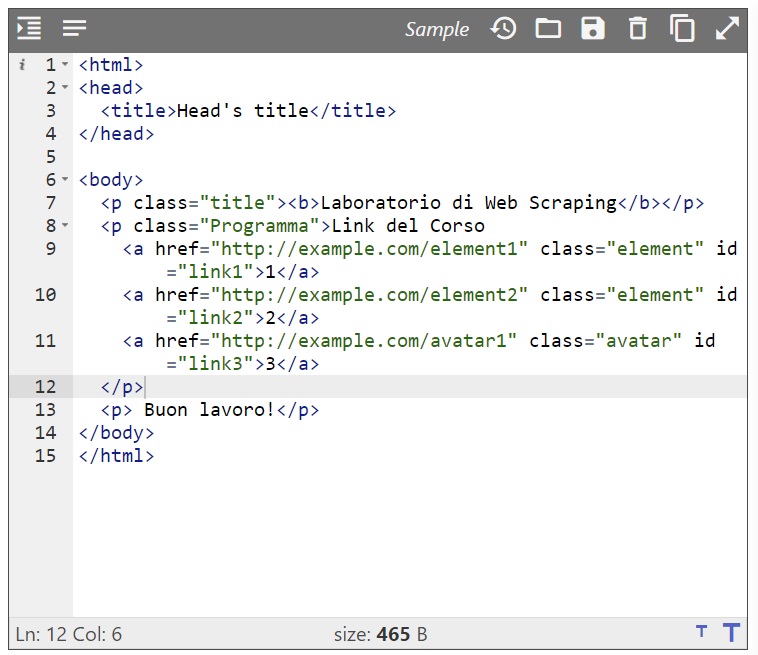 Sample
i 1 <html>
2 <head>
3 <title>Head's title</title>
4 </head>
5
6 <body>
7 <p class="title"><b>Laboratorio di Web Scraping</b></p>
8 <p class="Programma">Link del Corso
9 <a href="http://example.com/element1" class="element" id
="link1">1</a>
10 <a href="http://example.com/element2" class="element" id
="link2">2</a>
11 <a href="http://example.com/avatar1" class="avatar" id
="link3">3</a>
12 </p>
13 <p> Buon lavoro!</p>
14 </body>
15 </html>
Ln: 12 Col: 6 size: 465 B T T